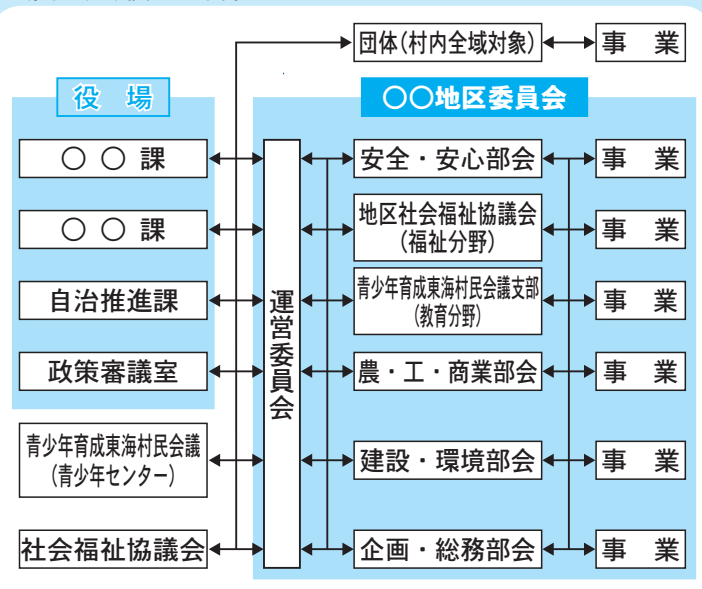 団体(村内全域対象)
事　業
役　場
〇〇地区委員会
〇 〇 課
安全・安心部会
事　業
〇 〇 課
地区社会福祉協議会
(福祉分野)
事　業
自治推進課
運営委員会
青少年育成東海村民会議支部
(教育分野)
事　業
政策審議室
農・工・商業部会
事　業
青少年育成東海村民会議
(青少年センター)
建設・環境部会
事　業
社会福祉協議会
企画・総務部会
事　業